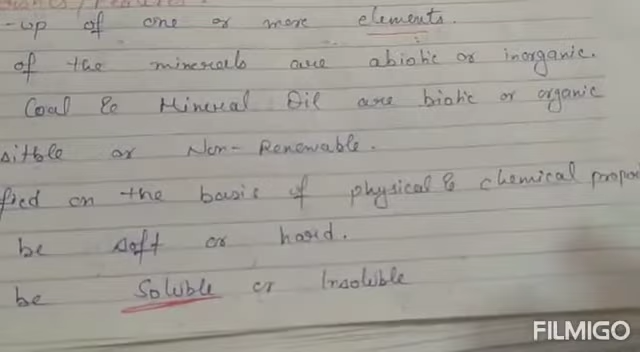 -up of one or more elements.
of the minerals are abiotic or inorganic.
Coal & Mineral Oil are biotic or organic
or Non-Renewable.
fied on the basis of physical & chemical
be soft or hard.
be Soluble or Insoluble
FILMIGO